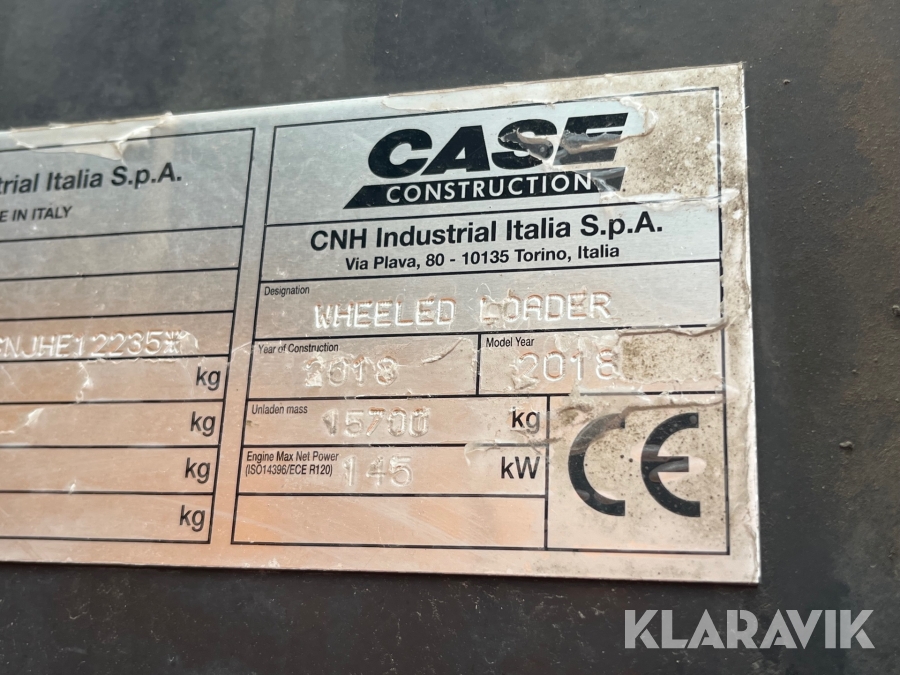 trial Italia S.p.A.
E IN ITALY
NJHE12235*
kg
kg
kg
kg
CASE
CONSTRUCTION
CNH Industrial Italia S.p.A.
Via Plava, 80 - 10135 Torino, Italia
Designation
WHEELED LOADER
Year of Construction
2018
Model Year
2018
Unladen mass
15700 kg
Engine Max Net Power
(ISO14396/ECE R120)
145 kW
CE
KLARAVIK